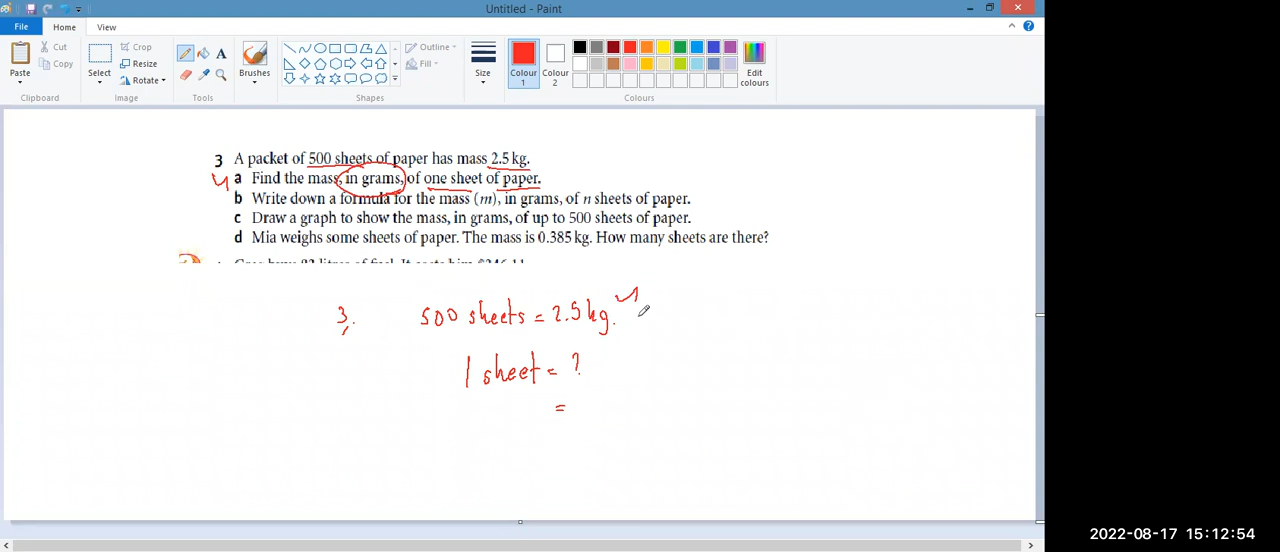 Untitled - Paint
File Home View
Paste
Cut
Copy
Clipboard
Select
Crop
Resize
Rotate
Image
Tools
Brushes
Outline
Fill
Shapes
Size
Colour 1
Colour 2
Edit colours
Colours
3 A packet of 500 sheets of paper has mass 2.5 kg.
a Find the mass, in grams, of one sheet of paper.
b Write down a formula for the mass (m), in grams, of n sheets of paper.
c Draw a graph to show the mass, in grams, of up to 500 sheets of paper.
d Mia weighs some sheets of paper. The mass is 0.385 kg. How many sheets are there?
3. 500 sheets = 2.5 kg.
1 sheet = ?
=
2022-08-17 15:12:54